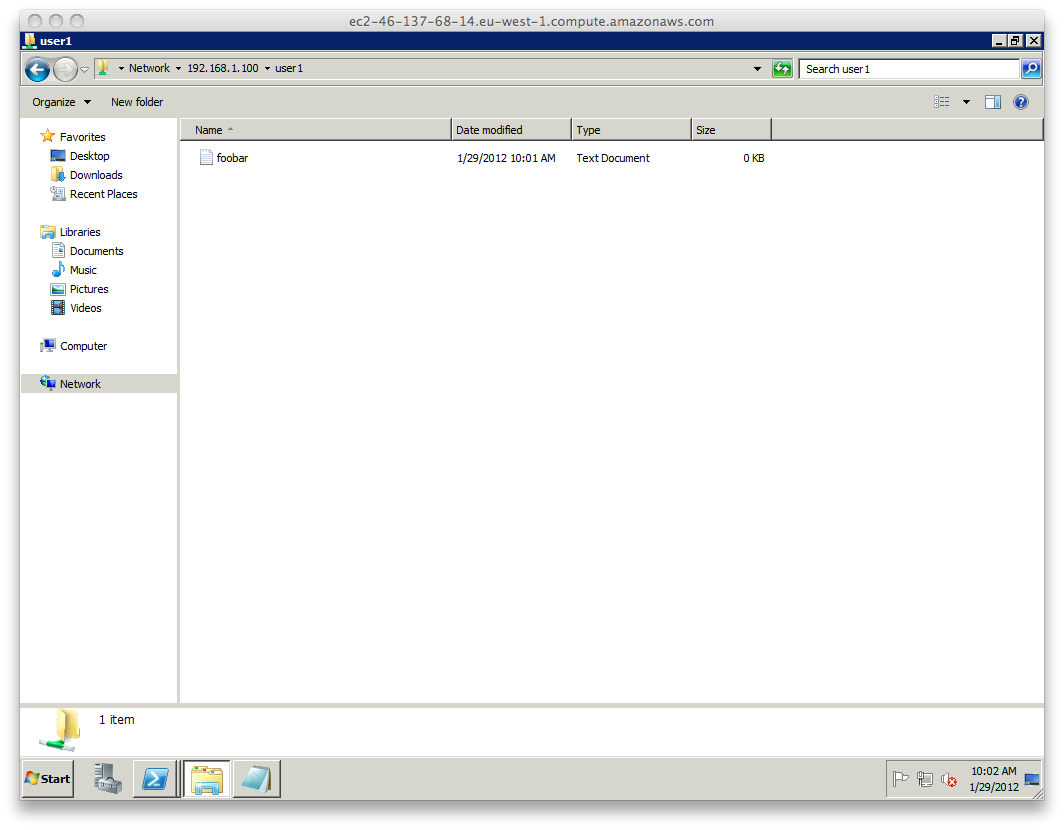 ec2-46-137-68-14.eu-west-1.compute.amazonaws.com
user1
Network 192.168.1.100 user1
Search user1
Organize New folder
Name Date modified Type Size
foobar 1/29/2012 10:01 AM Text Document 0 KB
Favorites
Desktop
Downloads
Recent Places
Libraries
Documents
Music
Pictures
Videos
Computer
Network
1 item
Start
10:02 AM
1/29/2012